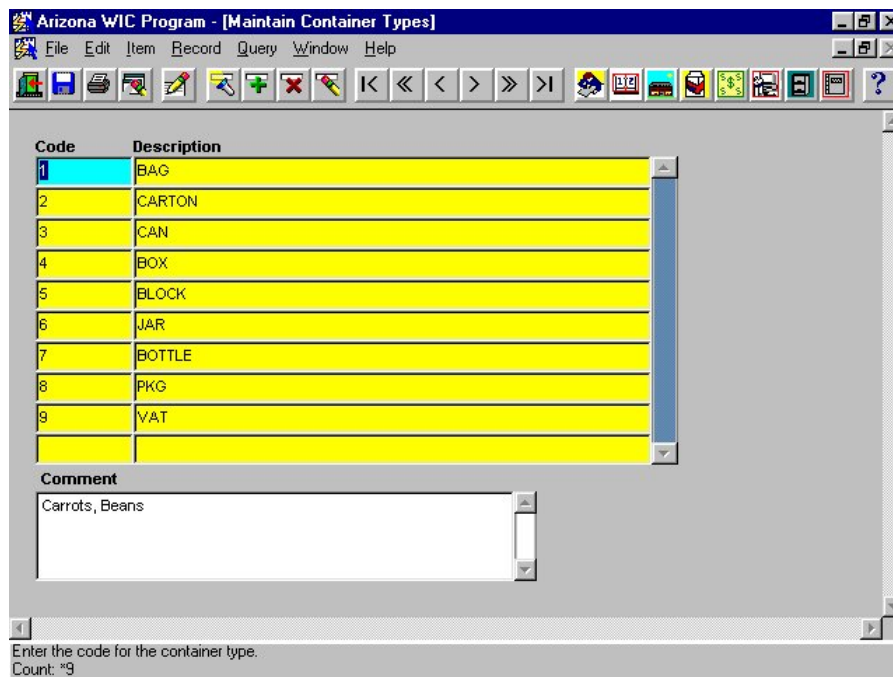 Arizona WIC Program - [Maintain Container Types]
File Edit Item Record Query Window Help
Code Description
1 BAG
2 CARTON
3 CAN
4 BOX
5 BLOCK
6 JAR
7 BOTTLE
8 PKG
9 VAT
Comment
Carrots, Beans
Enter the code for the container type.
Count: *9